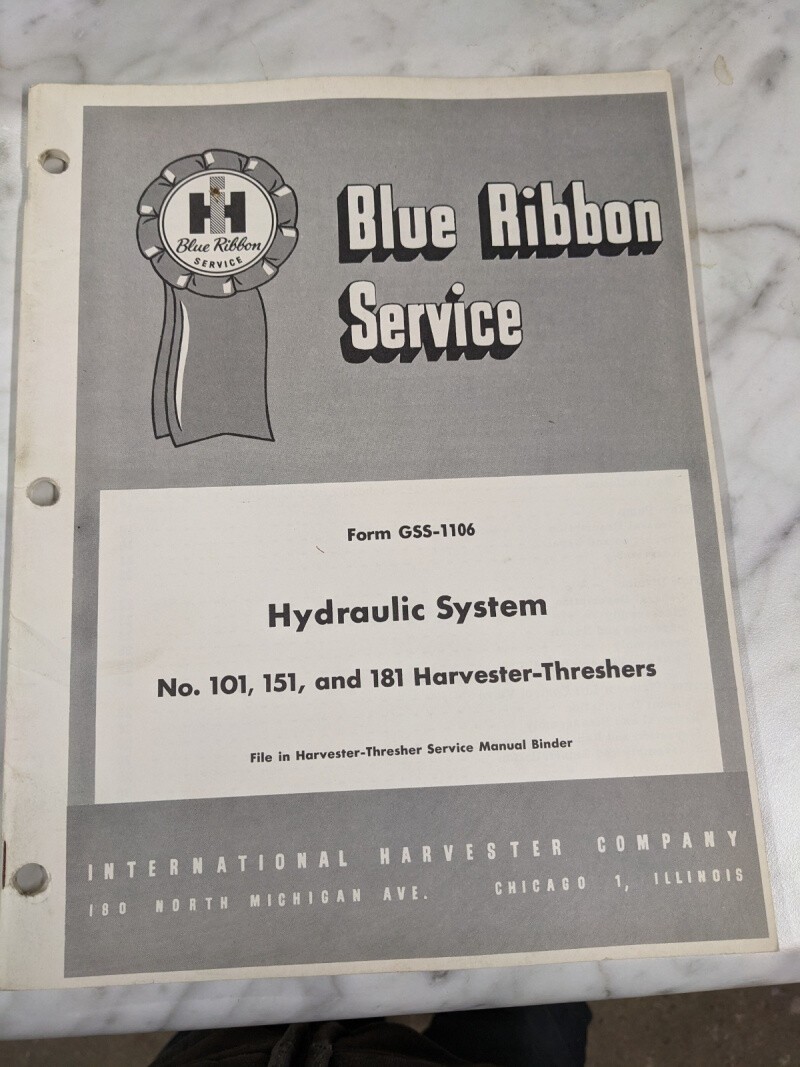 IH
Blue Ribbon
SERVICE
Blue Ribbon
Service
Form GSS-1106
Hydraulic System
No. 101, 151, and 181 Harvester-Threshers
File in Harvester-Thresher Service Manual Binder
INTERNATIONAL HARVESTER COMPANY
180 NORTH MICHIGAN AVE. CHICAGO 1, ILLINOIS